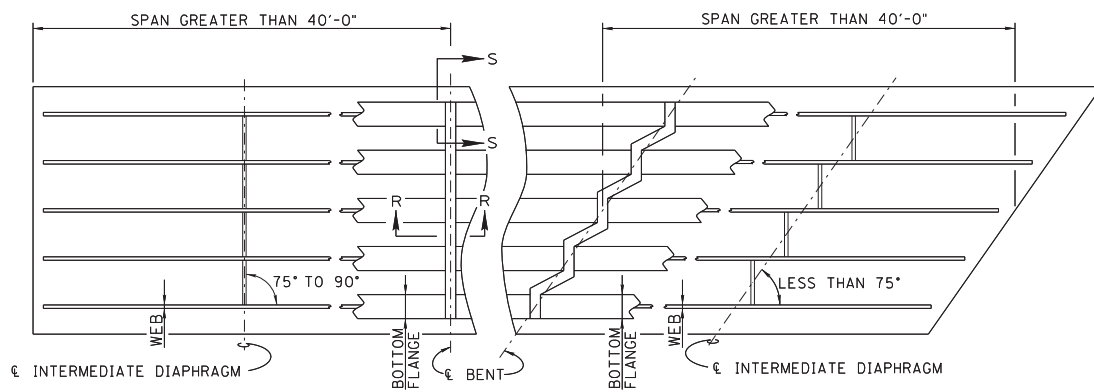 SPAN GREATER THAN 40'-0"
SPAN GREATER THAN 40'-0"
S
S
R
R
75° TO 90°
LESS THAN 75°
WEB
BOTTOM
FLANGE
BOTTOM
FLANGE
WEB
℄ INTERMEDIATE DIAPHRAGM
℄ BENT
℄ INTERMEDIATE DIAPHRAGM